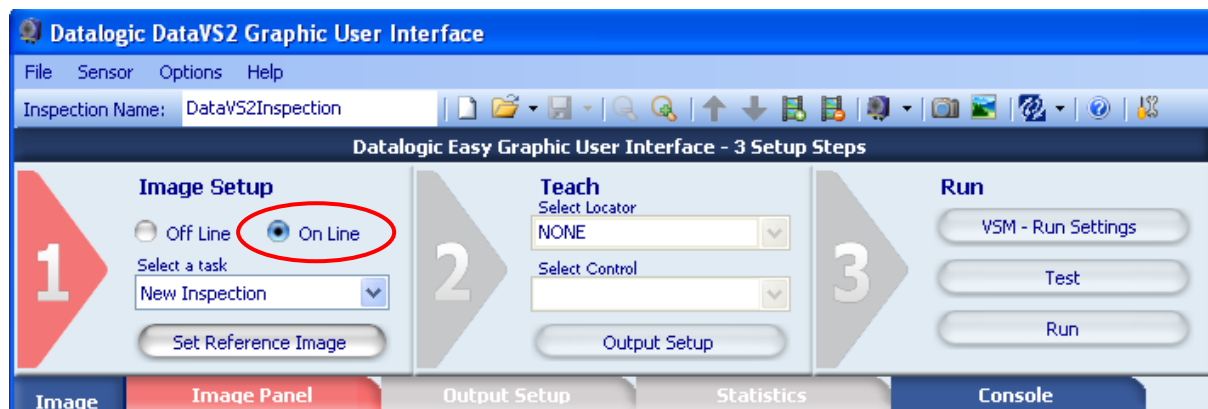 Datalogic DataVS2 Graphic User Interface
File Sensor Options Help
Inspection Name: DataVS2Inspection
Datalogic Easy Graphic User Interface - 3 Setup Steps
1
Image Setup
Off Line On Line
Select a task
New Inspection
Set Reference Image
2
Teach
Select Locator
NONE
Select Control
Output Setup
3
Run
VSM - Run Settings
Test
Run
Image Image Panel Output Setup Statistics Console